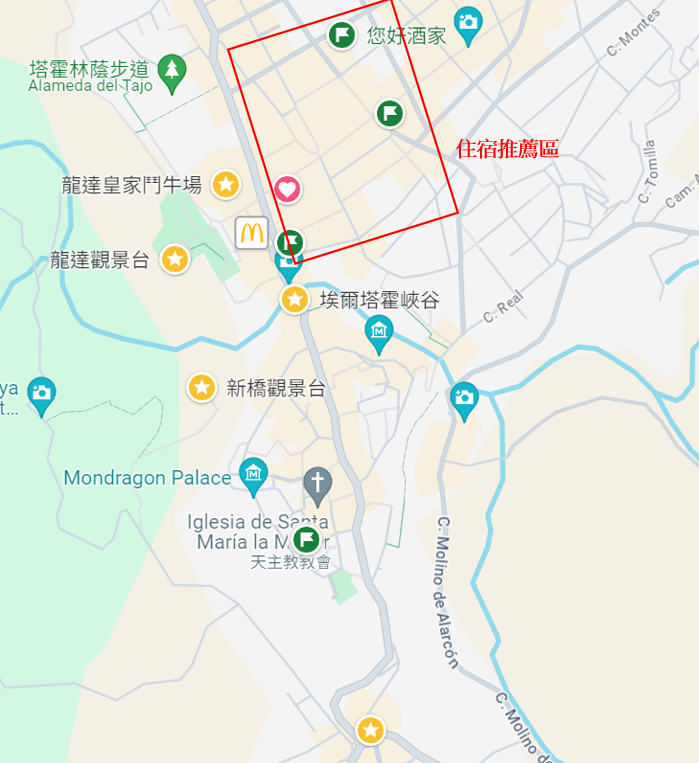 您好酒家
C. Montes
塔霍林蔭步道
Alameda del Tajo
住宿推薦區
C. Tomilla
龍達皇家鬥牛場
Cam.
龍達觀景台
埃爾塔霍峽谷
C. Real
新橋觀景台
ya
t...
Mondragon Palace
Iglesia de Santa
María la M r
天主教教會
C. Molino de Alarcón
C. Molino de